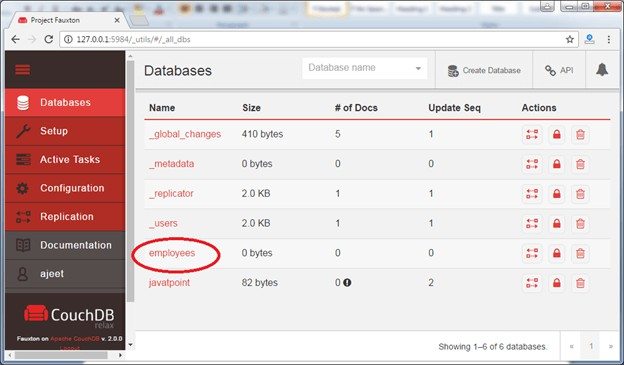 Project Fauxton
127.0.0.1:5984/_utils/#/_all_dbs
Databases
Database name
Create Database
API
Databases
Setup
Active Tasks
Configuration
Replication
Documentation
ajeet
CouchDB
relax
Fauxton on Apache CouchDB v. 2.0.0
Logout
Name Size # of Docs Update Seq Actions
_global_changes 410 bytes 5 1
_metadata 0 bytes 0 0
_replicator 2.0 KB 1 1
_users 2.0 KB 1 1
employees 0 bytes 0 0
javatpoint 82 bytes 0 2
Showing 1–6 of 6 databases.
« 1 »